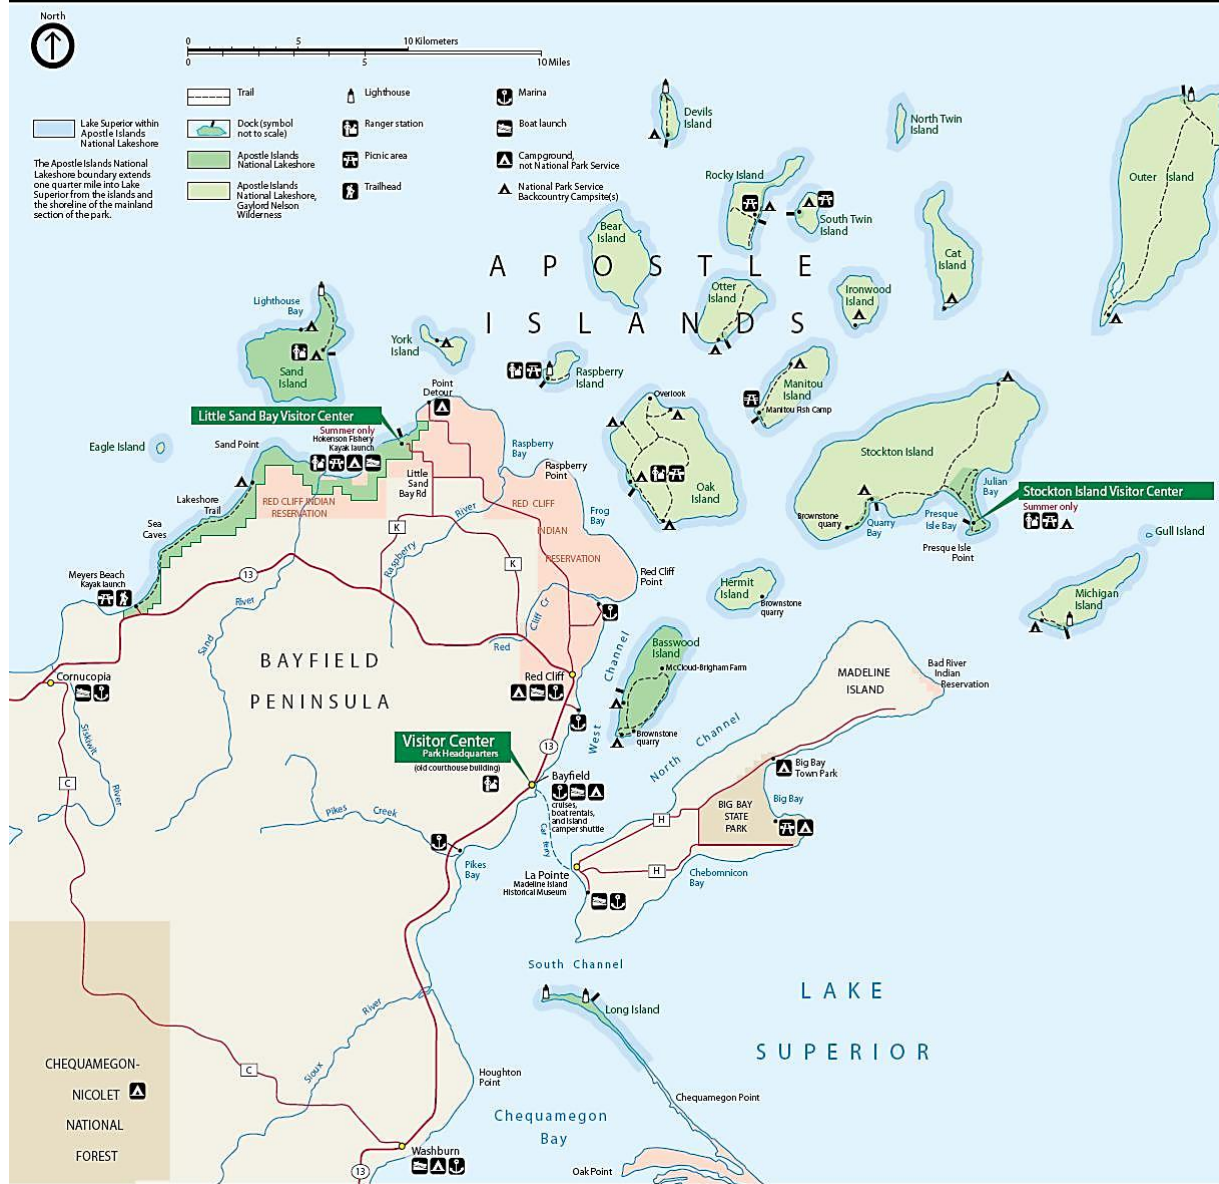 North
0 5 10 Kilometers
0 5 10 Miles
Trail
Lighthouse
Marina
Lake Superior within
Apostle Islands
National Lakeshore
Dock (symbol
not to scale)
Ranger station
Boat launch
Apostle Islands
National Lakeshore
Picnic area
Campground,
not National Park Service
Apostle Islands
National Lakeshore,
Gaylord Nelson
Wilderness
Trailhead
National Park Service
Backcountry Campsite(s)
The Apostle Islands National
Lakeshore boundary extends
one quarter mile into Lake
Superior from the islands and
the shoreline of the mainland
section of the park.
Devils
Island
North Twin
Island
Rocky Island
Outer Island
South Twin
Island
Bear
Island
Cat
Island
APOSTLE
ISLANDS
Otter
Island
Ironwood
Island
Lighthouse
Bay
Sand
Island
York
Island
Raspberry
Island
Manitou
Island
Manitou Fish Camp
Overlook
Point
Detour
Little Sand Bay Visitor Center
Summer only
Hokenson Fishery
Kayak launch
Eagle Island
Sand Point
Raspberry
Bay
Raspberry
Point
Stockton Island
Oak
Island
Julian
Bay
Stockton Island Visitor Center
Summer only
Little
Sand
Bay Rd
Lakeshore
Trail
RED CLIFF INDIAN
RESERVATION
RED CLIFF
INDIAN
RESERVATION
Frog
Bay
Sea
Caves
K
K
Raspberry River
Brownstone
quarry
Quarry
Bay
Presque
Isle Bay
Presque Isle
Point
Gull Island
Meyers Beach
Kayak launch
13
Red Cliff
Point
Hermit
Island
Brownstone
quarry
Michigan
Island
Sand River
Red Cliff Cr
BAYFIELD
PENINSULA
Basswood
Island
McCloud-Brigham Farm
Brownstone
quarry
MADELINE
ISLAND
Bad River
Indian
Reservation
Cornucopia
Red Cliff
West Channel
North Channel
Siskiwit River
C
Visitor Center
Park Headquarters
(old courthouse building)
13
Bayfield
cruises,
boat rentals,
and island
camper shuttle
Car ferry
Big Bay
Town Park
Big Bay
BIG BAY
STATE
PARK
H
H
Pikes Creek
Pikes
Bay
La Pointe
Madeline Island
Historical Museum
Chebomnicon
Bay
South Channel
Long Island
LAKE
SUPERIOR
Sioux River
CHEQUAMEGON-
NICOLET
NATIONAL
FOREST
C
Houghton
Point
Chequamegon
Bay
Chequamegon Point
Washburn
13
Oak Point